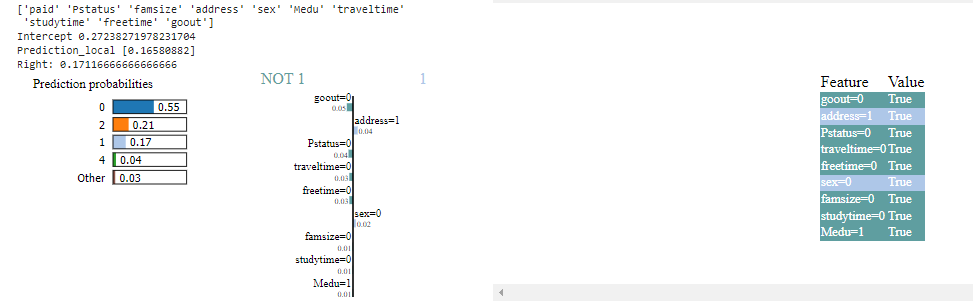 ['paid' 'Pstatus' 'famsize' 'address' 'sex' 'Medu' 'traveltime'
'studytime' 'freetime' 'goout']
Intercept 0.27238271978231704
Prediction_local [0.16580882]
Right: 0.17116666666666666
Prediction probabilities
0 0.55
2 0.21
1 0.17
4 0.04
Other 0.03
NOT 1 1
goout=0
0.05
address=1
0.04
Pstatus=0
0.04
traveltime=0
0.03
freetime=0
0.03
sex=0
0.02
famsize=0
0.01
studytime=0
0.01
Medu=1
0.01
Feature Value
goout=0 True
address=1 True
Pstatus=0 True
traveltime=0 True
freetime=0 True
sex=0 True
famsize=0 True
studytime=0 True
Medu=1 True